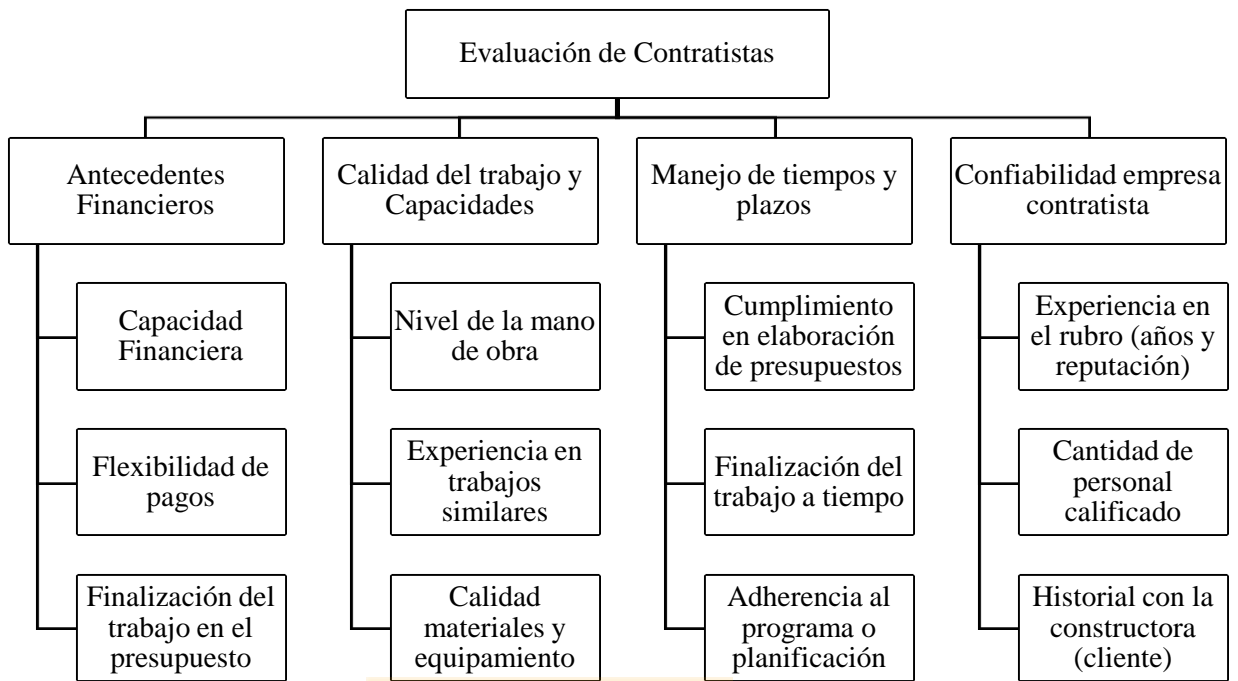 Evaluación de Contratistas
Antecedentes
Financieros
Capacidad
Financiera
Flexibilidad de
pagos
Finalización del
trabajo en el
presupuesto
Calidad del trabajo y
Capacidades
Nivel de la mano
de obra
Experiencia en
trabajos
similares
Calidad
materiales y
equipamiento
Manejo de tiempos y
plazos
Cumplimiento
en elaboración
de presupuestos
Finalización del
trabajo a tiempo
Adherencia al
programa o
planificación
Confiabilidad empresa
contratista
Experiencia en
el rubro (años y
reputación)
Cantidad de
personal
calificado
Historial con la
constructora
(cliente)